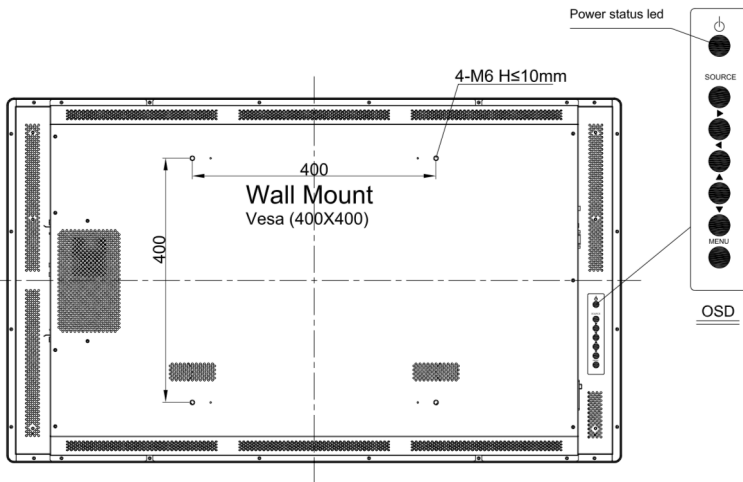 Power status led
SOURCE
MENU
OSD
4-M6 H≤10mm
400
Wall Mount
Vesa (400X400)
400